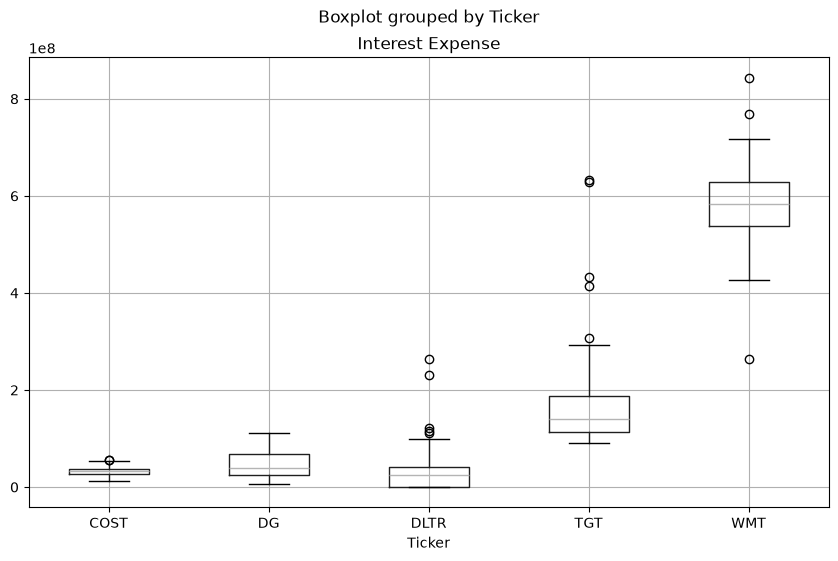 Boxplot grouped by Ticker
Interest Expense
1e8
8
6
4
2
0
COST DG DLTR TGT WMT
Ticker